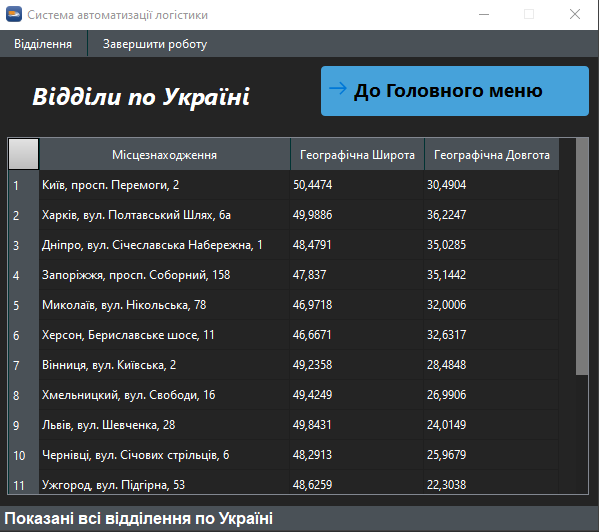 Система автоматизації логістики
Відділення Завершити роботу
Відділи по Україні
До Головного меню
Місцезнаходження Географічна Широта Географічна Довгота
1 Київ, просп. Перемоги, 2 50,4474 30,4904
2 Харків, вул. Полтавський Шлях, 6а 49,9886 36,2247
3 Дніпро, вул. Січеславська Набережна, 1 48,4791 35,0285
4 Запоріжжя, просп. Соборний, 158 47,837 35,1442
5 Миколаїв, вул. Нікольська, 78 46,9718 32,0006
6 Херсон, Бериславське шосе, 11 46,6671 32,6317
7 Вінниця, вул. Київська, 2 49,2358 28,4848
8 Хмельницкий, вул. Свободи, 16 49,4249 26,9906
9 Львів, вул. Шевченка, 28 49,8431 24,0149
10 Чернівці, вул. Січових стрільців, 6 48,2913 25,9679
11 Ужгород, вул. Підгірна, 53 48,6259 22,3038
Показані всі відділення по Україні